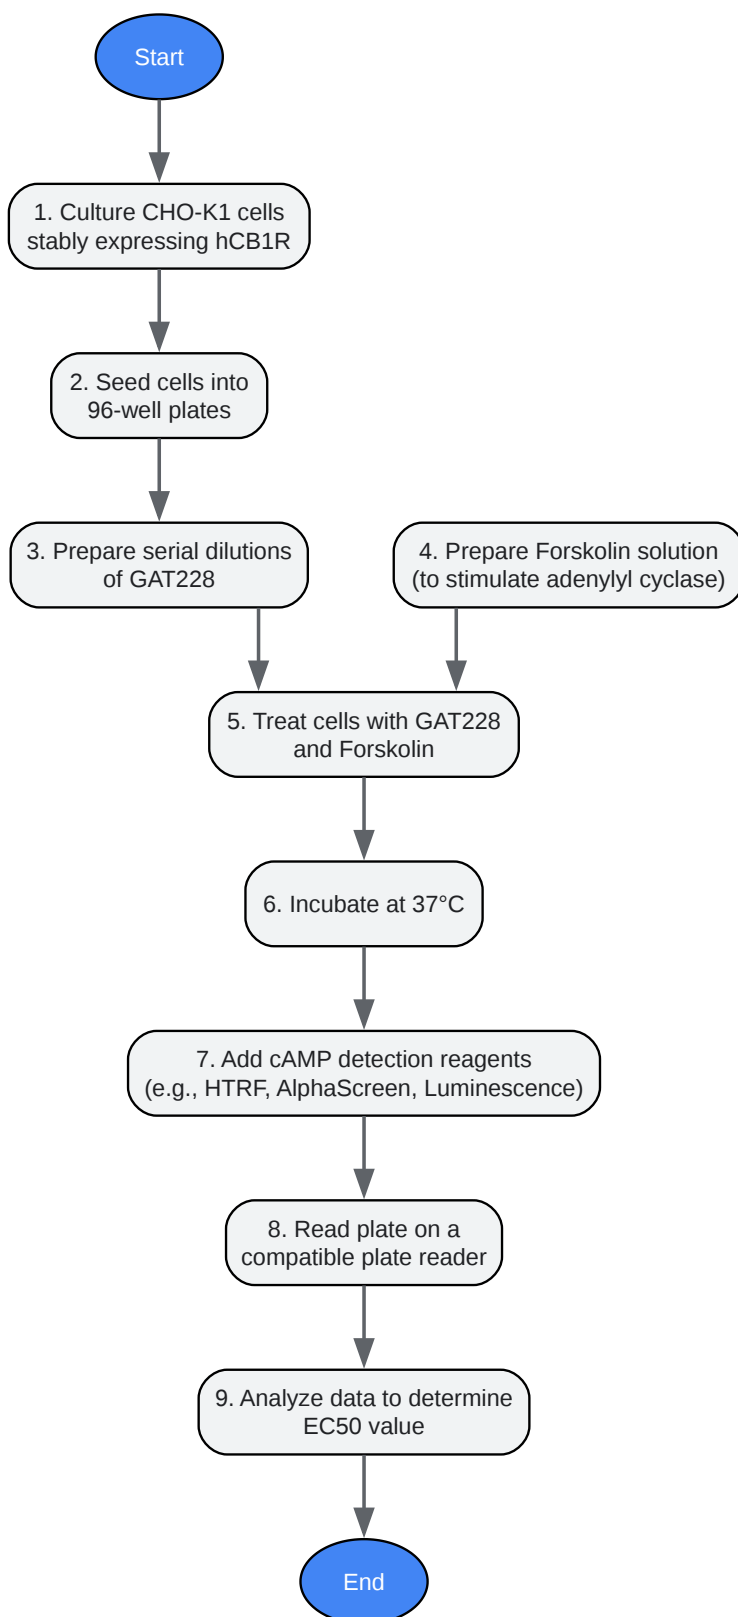 Start
1. Culture CHO-K1 cells
stably expressing hCB1R
2. Seed cells into
96-well plates
3. Prepare serial dilutions
of GAT228
4. Prepare Forskolin solution
(to stimulate adenylyl cyclase)
5. Treat cells with GAT228
and Forskolin
6. Incubate at 37°C
7. Add cAMP detection reagents
(e.g., HTRF, AlphaScreen, Luminescence)
8. Read plate on a
compatible plate reader
9. Analyze data to determine
EC50 value
End